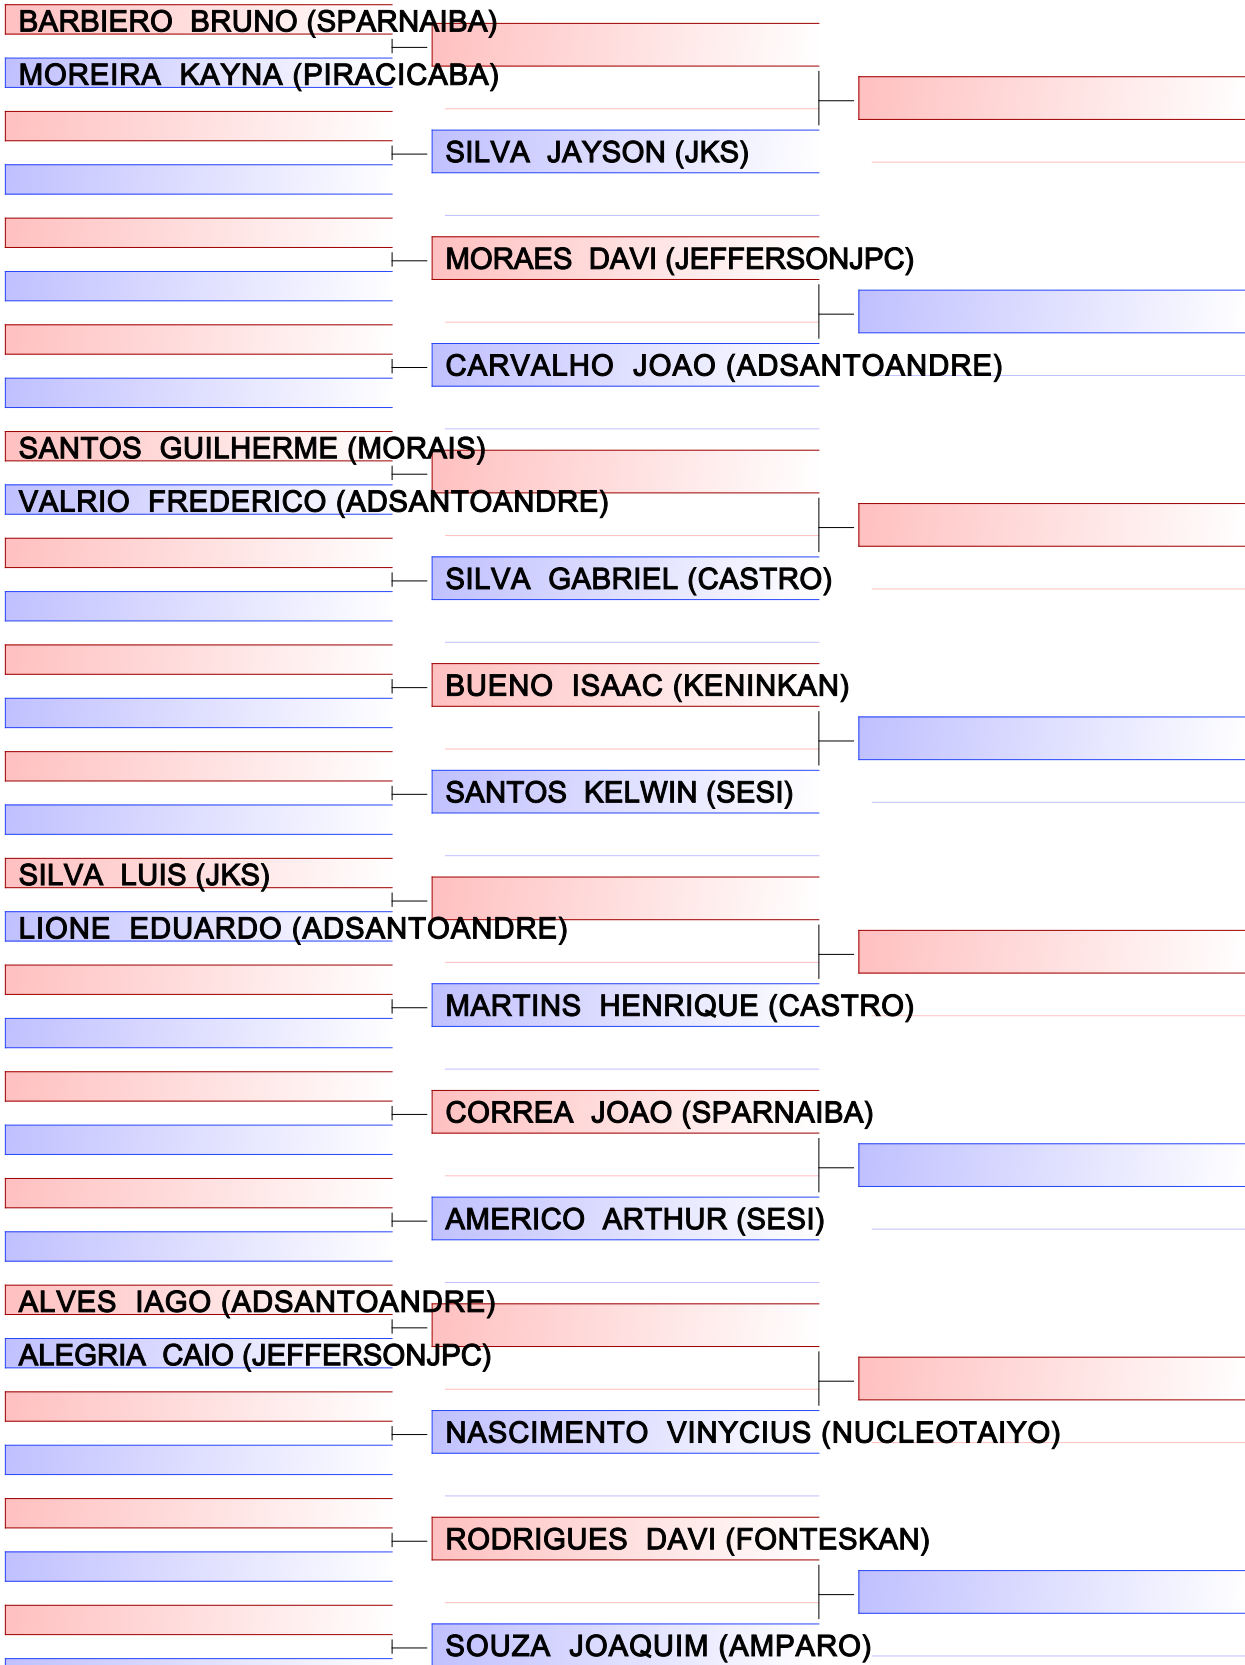 BARBIERO BRUNO (SPARNAIBA)
MOREIRA KAYNA (PIRACICABA)
SILVA JAYSON (JKS)
MORAES DAVI (JEFFERSONJPC)
CARVALHO JOAO (ADSANTOANDRE)
SANTOS GUILHERME (MORAIS)
VALRIO FREDERICO (ADSANTOANDRE)
SILVA GABRIEL (CASTRO)
BUENO ISAAC (KENINKAN)
SANTOS KELWIN (SESI)
SILVA LUIS (JKS)
LIONE EDUARDO (ADSANTOANDRE)
MARTINS HENRIQUE (CASTRO)
CORREA JOAO (SPARNAIBA)
AMERICO ARTHUR (SESI)
ALVES IAGO (ADSANTOANDRE)
ALEGRIA CAIO (JEFFERSONJPC)
NASCIMENTO VINYCIUS (NUCLEOTAIYO)
RODRIGUES DAVI (FONTESKAN)
SOUZA JOAQUIM (AMPARO)